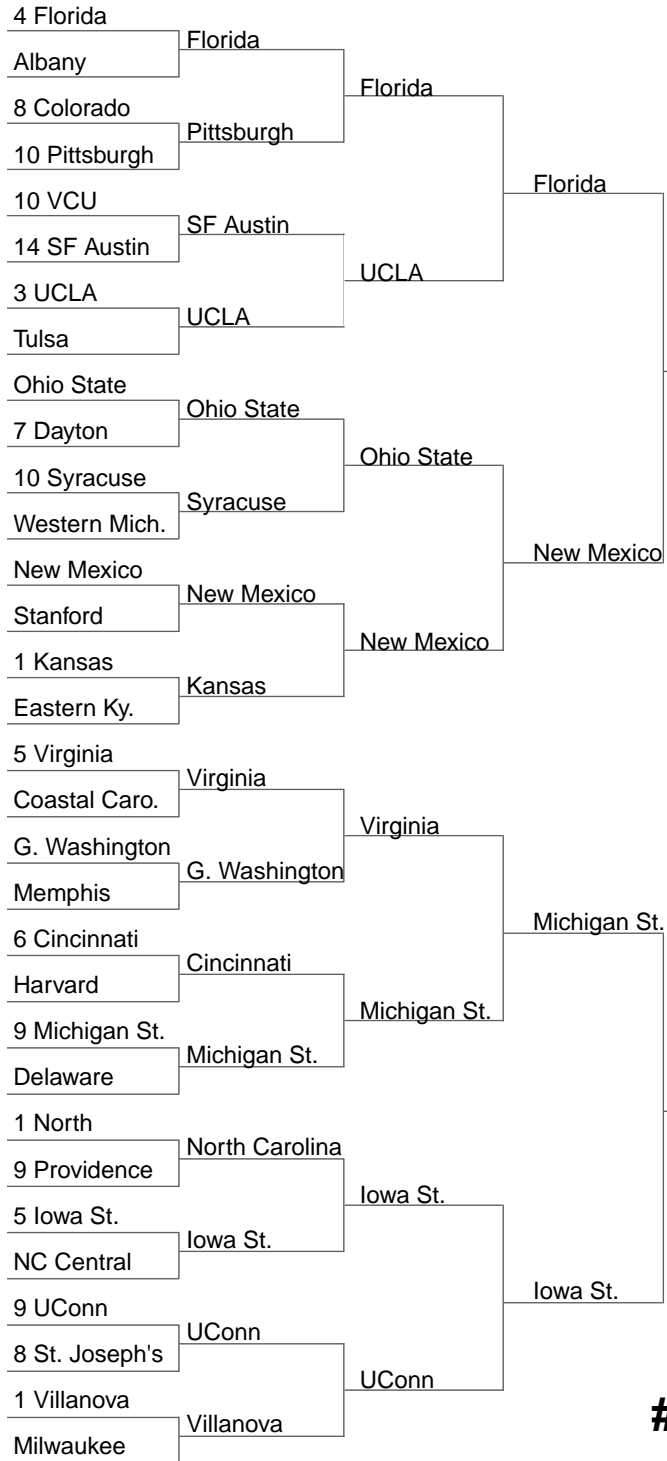 4 Florida
Albany
8 Colorado
10 Pittsburgh
10 VCU
14 SF Austin
3 UCLA
Tulsa
Ohio State
7 Dayton
10 Syracuse
Western Mich.
New Mexico
Stanford
1 Kansas
Eastern Ky.
5 Virginia
Coastal Caro.
G. Washington
Memphis
6 Cincinnati
Harvard
9 Michigan St.
Delaware
1 North
9 Providence
5 Iowa St.
NC Central
9 UConn
8 St. Joseph's
1 Villanova
Milwaukee
Florida
Pittsburgh
SF Austin
UCLA
Ohio State
Syracuse
New Mexico
Kansas
Virginia
G. Washington
Cincinnati
Michigan St.
North Carolina
Iowa St.
UConn
Villanova
Florida
UCLA
Ohio State
New Mexico
Virginia
Michigan St.
Iowa St.
UConn
Florida
New Mexico
Michigan St.
Iowa St.
#